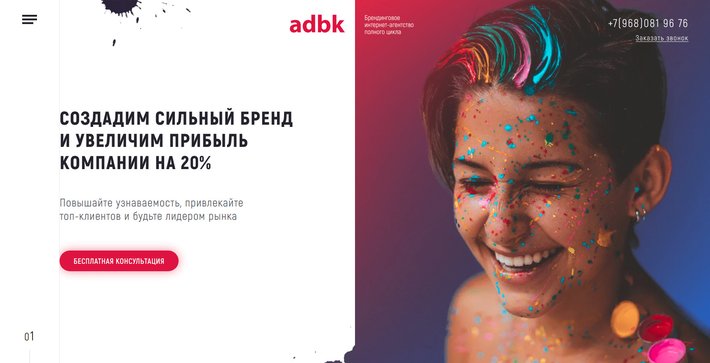 adbk
Брендинговое
интернет-агентство
полного цикла
+7(968)081 96 76
Заказать звонок
СОЗДАДИМ СИЛЬНЫЙ БРЕНД
И УВЕЛИЧИМ ПРИБЫЛЬ
КОМПАНИИ НА 20%
Повышайте узнаваемость, привлекайте
топ-клиентов и будьте лидером рынка
БЕСПЛАТНАЯ КОНСУЛЬТАЦИЯ
01